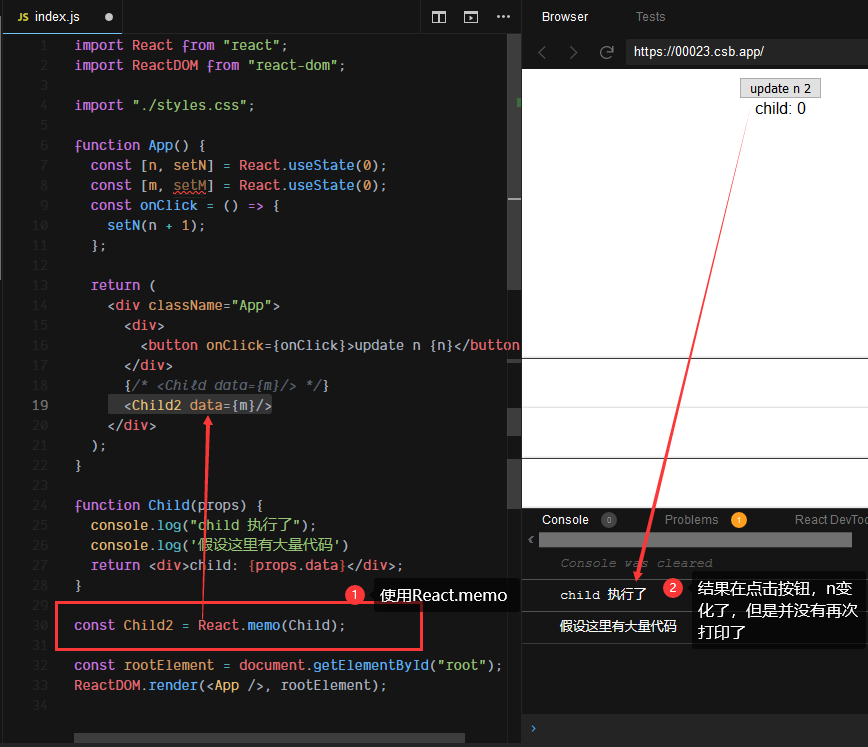 JS index.js
1 import React from "react";
2 import ReactDOM from "react-dom";
3
4 import "./styles.css";
5
6 function App() {
7 const [n, setN] = React.useState(0);
8 const [m, setM] = React.useState(0);
9 const onClick = () => {
10 setN(n + 1);
11 };
12
13 return (
14 <div className="App">
15 <div>
16 <button onClick={onClick}>update n {n}</button
17 </div>
18 {/* <Child data={m}/> */}
19 <Child2 data={m}/>
20 </div>
21 );
22 }
23
24 function Child(props) {
25 console.log("child 执行了");
26 console.log('假设这里有大量代码')
27 return <div>child: {props.data}</div>;
28 }
29
30 const Child2 = React.memo(Child);
31
32 const rootElement = document.getElementById("root");
33 ReactDOM.render(<App />, rootElement);
34
1 使用React.memo
Browser Tests
https://00023.csb.app/
update n 2
child: 0
Console 0 Problems 1 React DevToo
Console was cleared
child 执行了
假设这里有大量代码
2 结果在点击按钮，n变
化了，但是并没有再次
打印了